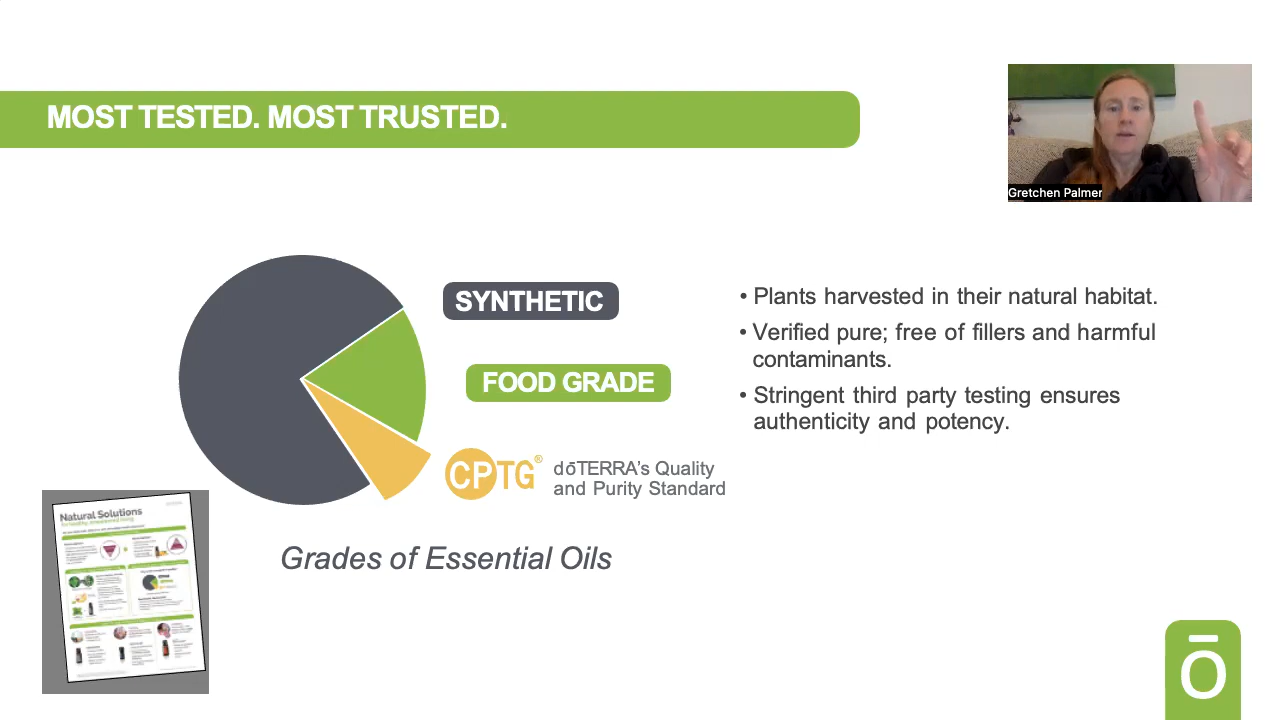 MOST TESTED. MOST TRUSTED.
Gretchen Palmer
SYNTHETIC
FOOD GRADE
CPTG®
dōTERRA’s Quality
and Purity Standard
• Plants harvested in their natural habitat.
• Verified pure; free of fillers and harmful
contaminants.
• Stringent third party testing ensures
authenticity and potency.
Grades of Essential Oils
Natural Solutions
ō